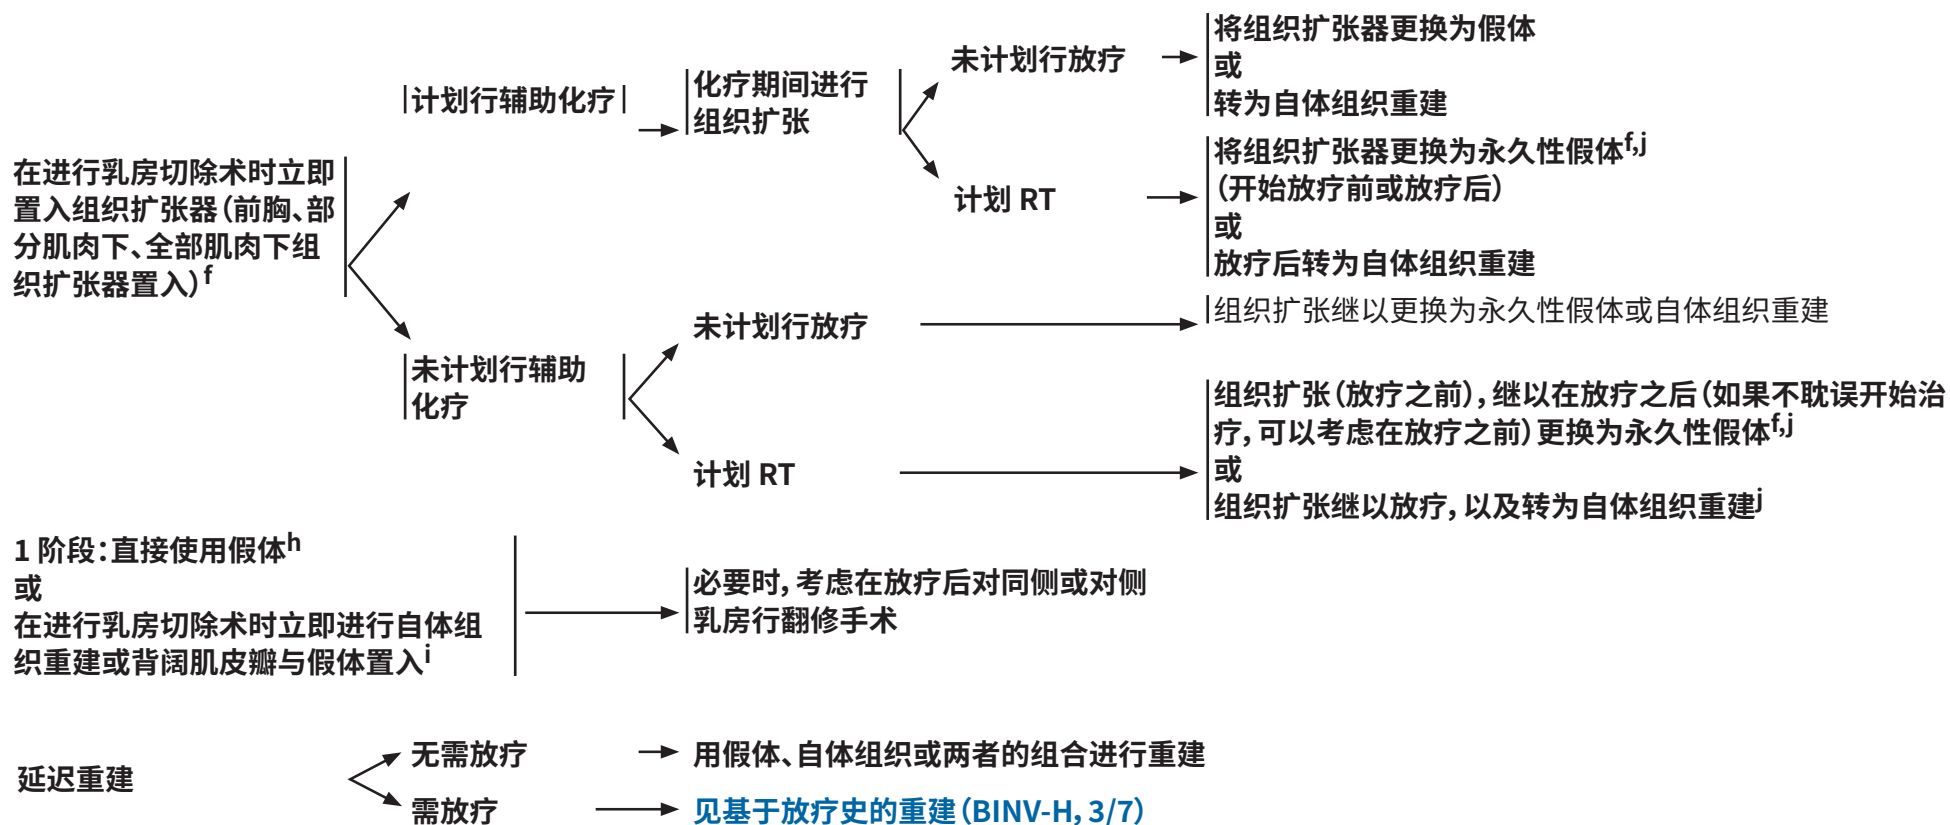 在进行乳房切除术时立即
置入组织扩张器（前胸、部
分肌肉下、全部肌肉下组
织扩张器置入）f
计划行辅助化疗
化疗期间进行
组织扩张
未计划行放疗
将组织扩张器更换为假体
或
转为自体组织重建
计划 RT
将组织扩张器更换为永久性假体f,j
（开始放疗前或放疗后）
或
放疗后转为自体组织重建
未计划行辅助
化疗
未计划行放疗
组织扩张继以更换为永久性假体或自体组织重建
计划 RT
组织扩张（放疗之前），继以在放疗之后（如果不耽误开始治
疗，可以考虑在放疗之前）更换为永久性假体f,j
或
组织扩张继以放疗，以及转为自体组织重建j
1 阶段：直接使用假体h
或
在进行乳房切除术时立即进行自体组
织重建或背阔肌皮瓣与假体置入i
必要时，考虑在放疗后对同侧或对侧
乳房行翻修手术
延迟重建
无需放疗
用假体、自体组织或两者的组合进行重建
需放疗
见基于放疗史的重建（BINV-H，3/7）